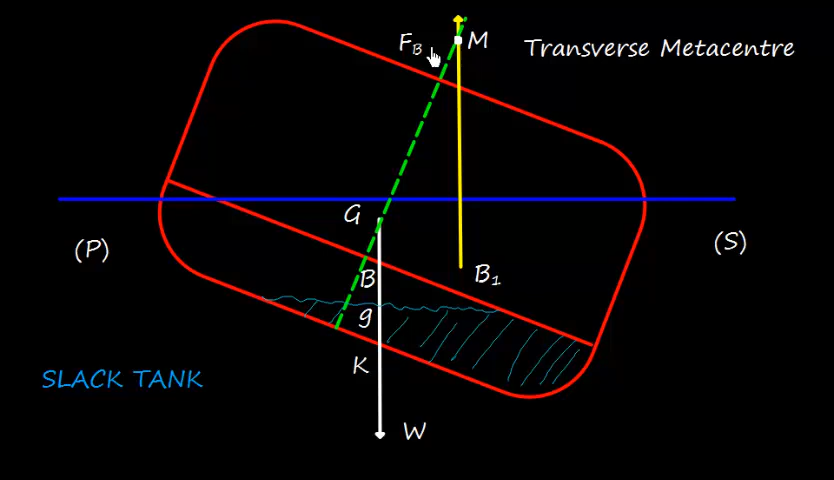 F_B
M
Transverse Metacentre
G
(P)
(S)
B
B₁
g
K
SLACK TANK
W